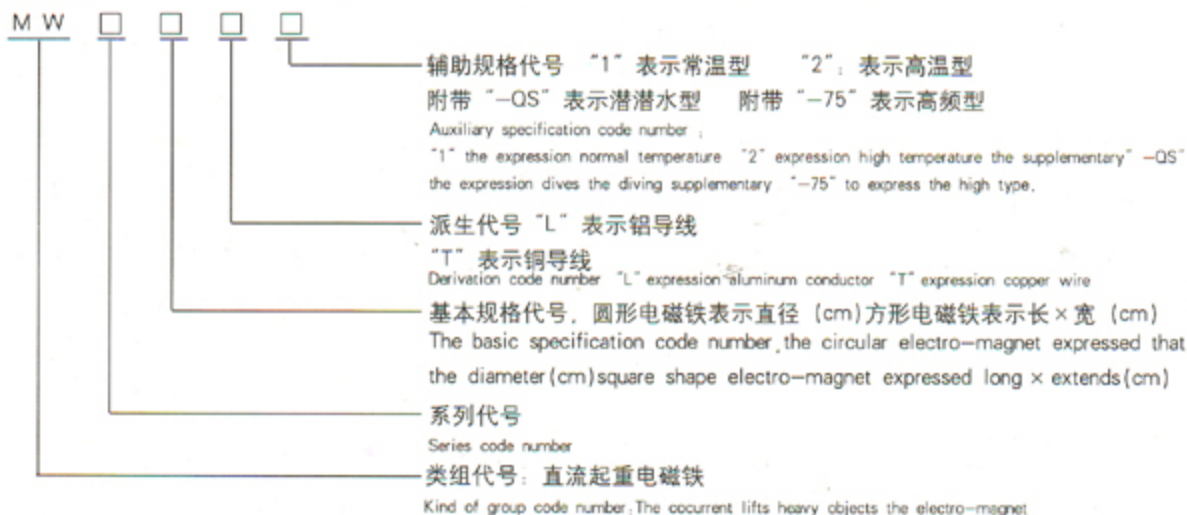 MW □ □ □ □
辅助规格代号 "1" 表示常温型 "2": 表示高温型
附带 "-QS" 表示潜潜水型 附带 "-75" 表示高频型
Auxiliary specification code number :
"1" the expression normal temperature "2" expression high temperature the supplementary" -QS"
the expression dives the diving supplementary "-75" to express the high type.
派生代号 "L" 表示铝导线
"T" 表示铜导线
Derivation code number "L" expression aluminum conductor "T" expression copper wire
基本规格代号. 圆形电磁铁表示直径 (cm)方形电磁铁表示长×宽 (cm)
The basic specification code number.the circular electro-magnet expressed that
the diameter(cm)square shape electro-magnet expressed long × extends(cm)
系列代号
Series code number
类组代号: 直流起重电磁铁
Kind of group code number:The cocurrent lifts heavy objects the electro-magnet